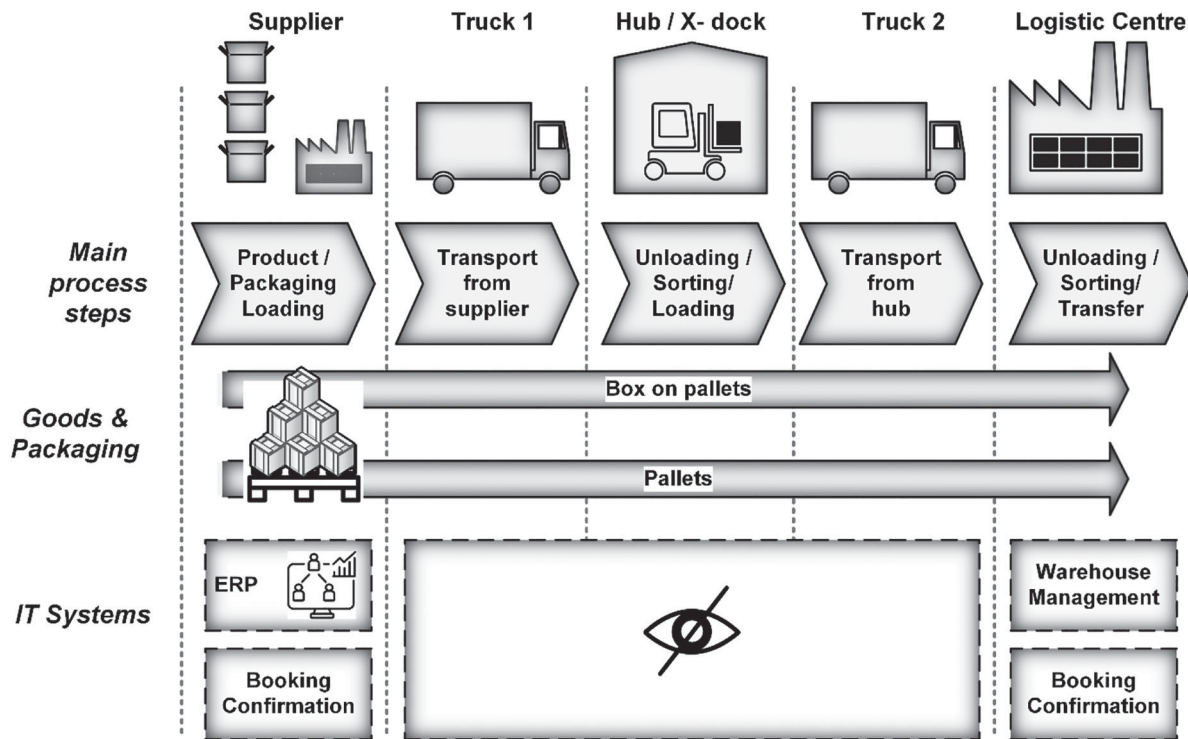 Supplier
Truck 1
Hub / X- dock
Truck 2
Logistic Centre
Main
process
steps
Product /
Packaging
Loading
Transport
from
supplier
Unloading /
Sorting/
Loading
Transport
from
hub
Unloading /
Sorting/
Transfer
Goods &
Packaging
Box on pallets
Pallets
IT Systems
ERP
Booking
Confirmation
Warehouse
Management
Booking
Confirmation